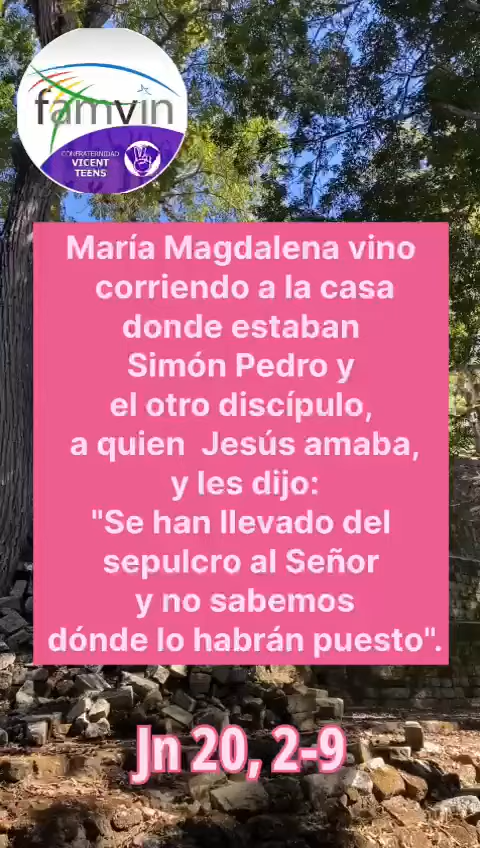 famvin
CONFRATERNIDAD
VICENT
TEENS
María Magdalena vino
corriendo a la casa
donde estaban
Simón Pedro y
el otro discípulo,
a quien Jesús amaba,
y les dijo:
"Se han llevado del
sepulcro al Señor
y no sabemos
dónde lo habrán puesto".
Jn 20, 2-9